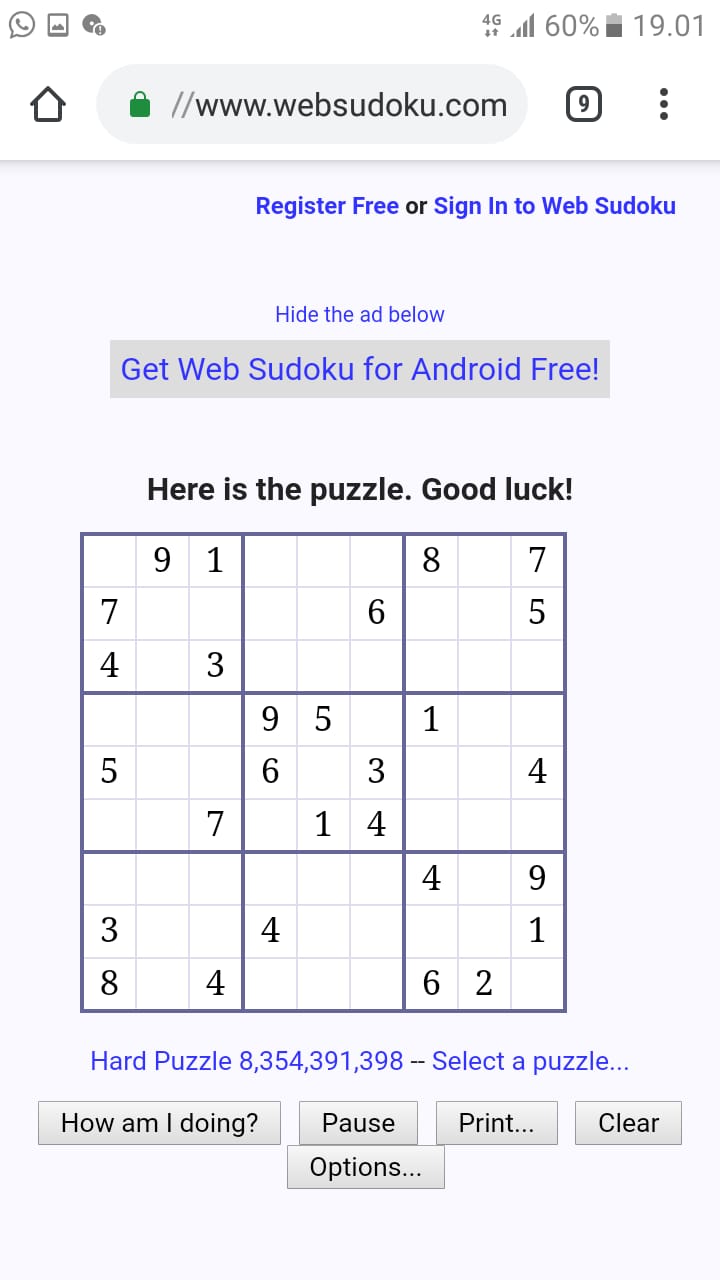 4G 60% 19.01
//www.websudoku.com 9
Register Free or Sign In to Web Sudoku
Hide the ad below
Get Web Sudoku for Android Free!
Here is the puzzle. Good luck!
9 1 8 7
7 6 5
4 3
9 5 1
5 6 3 4
7 1 4
4 9
3 4 1
8 4 6 2
Hard Puzzle 8,354,391,398 -- Select a puzzle...
How am I doing? Pause Print... Clear
Options...